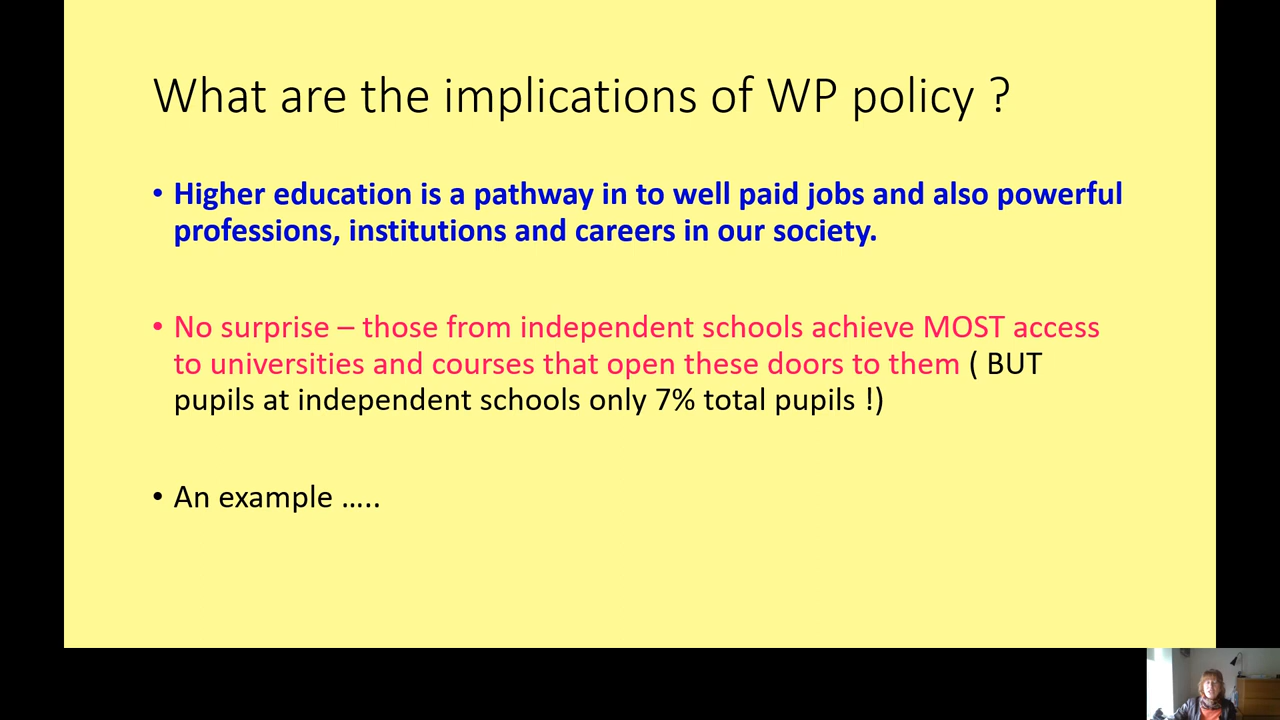 What are the implications of WP policy ?
• Higher education is a pathway in to well paid jobs and also powerful
professions, institutions and careers in our society.
• No surprise – those from independent schools achieve MOST access
to universities and courses that open these doors to them ( BUT
pupils at independent schools only 7% total pupils !)
• An example …..